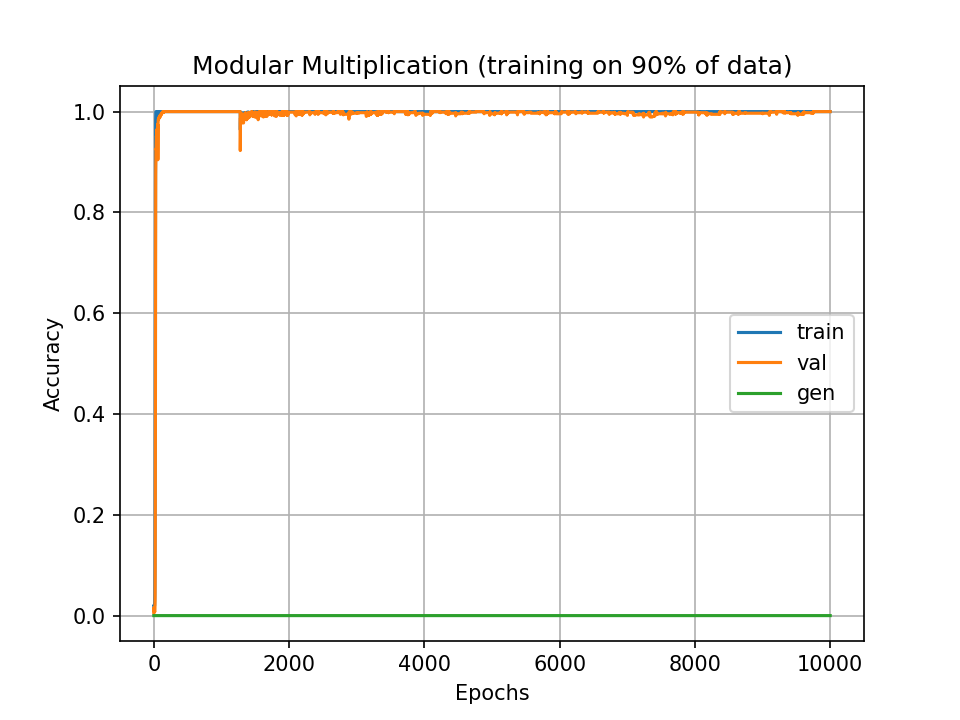 Modular Multiplication (training on 90% of data)
1.0
0.8
0.6
0.4
0.2
0.0
Accuracy
train
val
gen
0 2000 4000 6000 8000 10000
Epochs